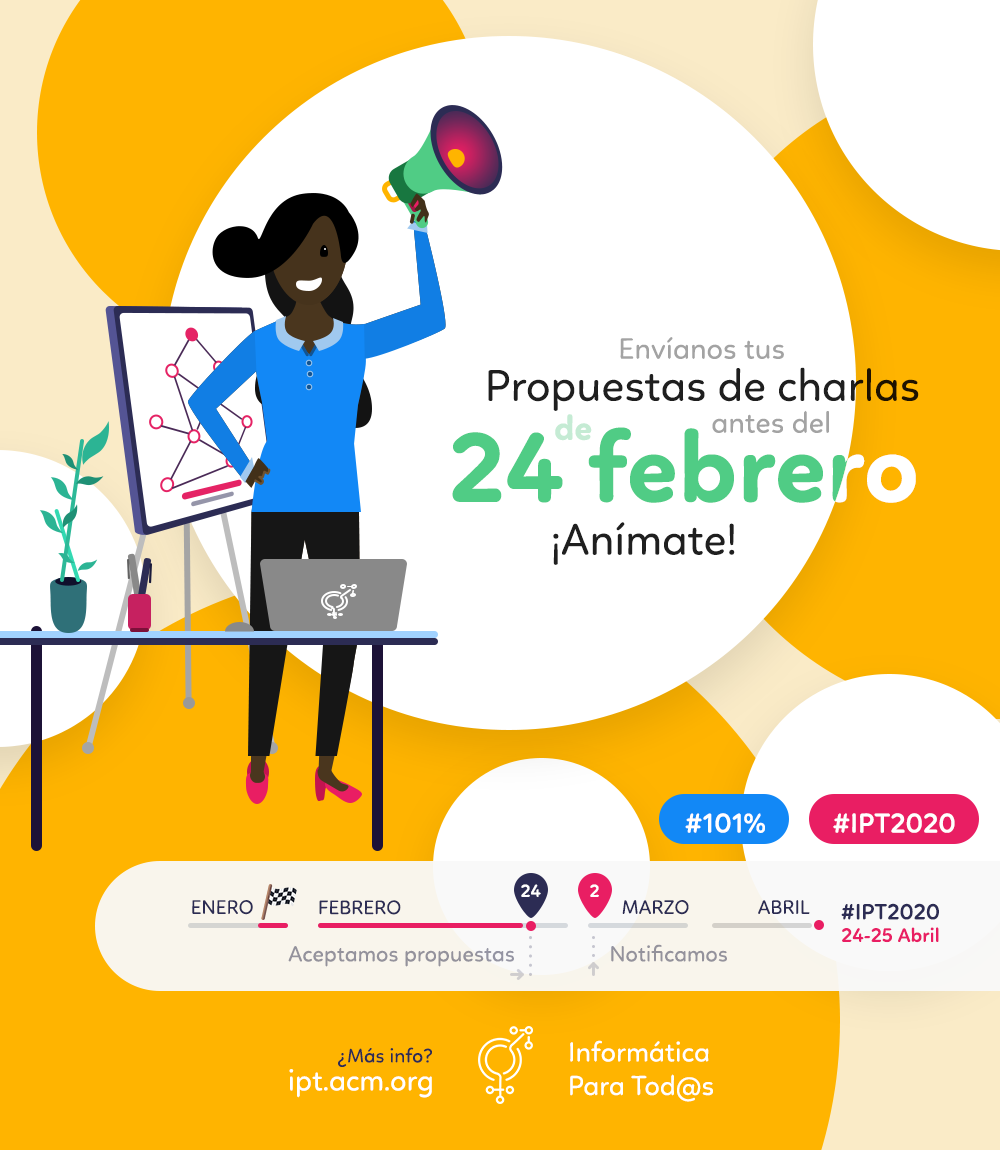 Envíanos tus
Propuestas de charlas
antes del
24 de febrero
¡Anímate!
#101%
#IPT2020
ENERO
FEBRERO
24
2
MARZO
ABRIL
#IPT2020
24-25 Abril
Aceptamos propuestas
Notificamos
¿Más info?
ipt.acm.org
Informática
Para Tod@s